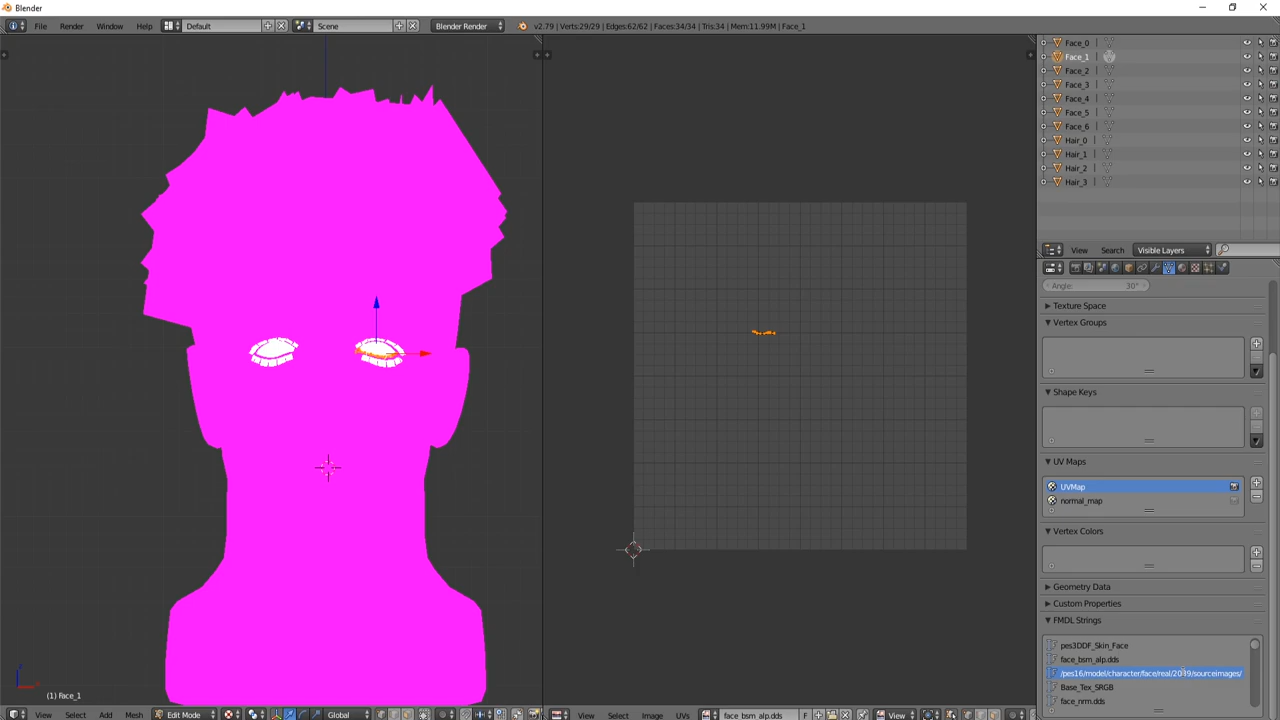 Blender
File Render Window Help Default Scene Blender Render v2.79 | Verts:29/29 | Edges:62/62 | Faces:34/34 | Tris:34 | Mem:11.99M | Face_1
Face_0
Face_1
Face_2
Face_3
Face_4
Face_5
Face_6
Hair_0
Hair_1
Hair_2
Hair_3
View Search Visible Layers
Angle: 30°
Texture Space
Vertex Groups
Shape Keys
UV Maps
UVMap
normal_map
Vertex Colors
Geometry Data
Custom Properties
FMDL Strings
pes3DDF_Skin_Face
face_bsm_alp.dds
/pes16/model/character/face/real/2039/sourceimages/
Base_Tex_SRGB
face_nrm.dds
(1) Face_1
View Select Add Mesh Edit Mode Global
View Select Image UVs face_bsm_alp.dds F View